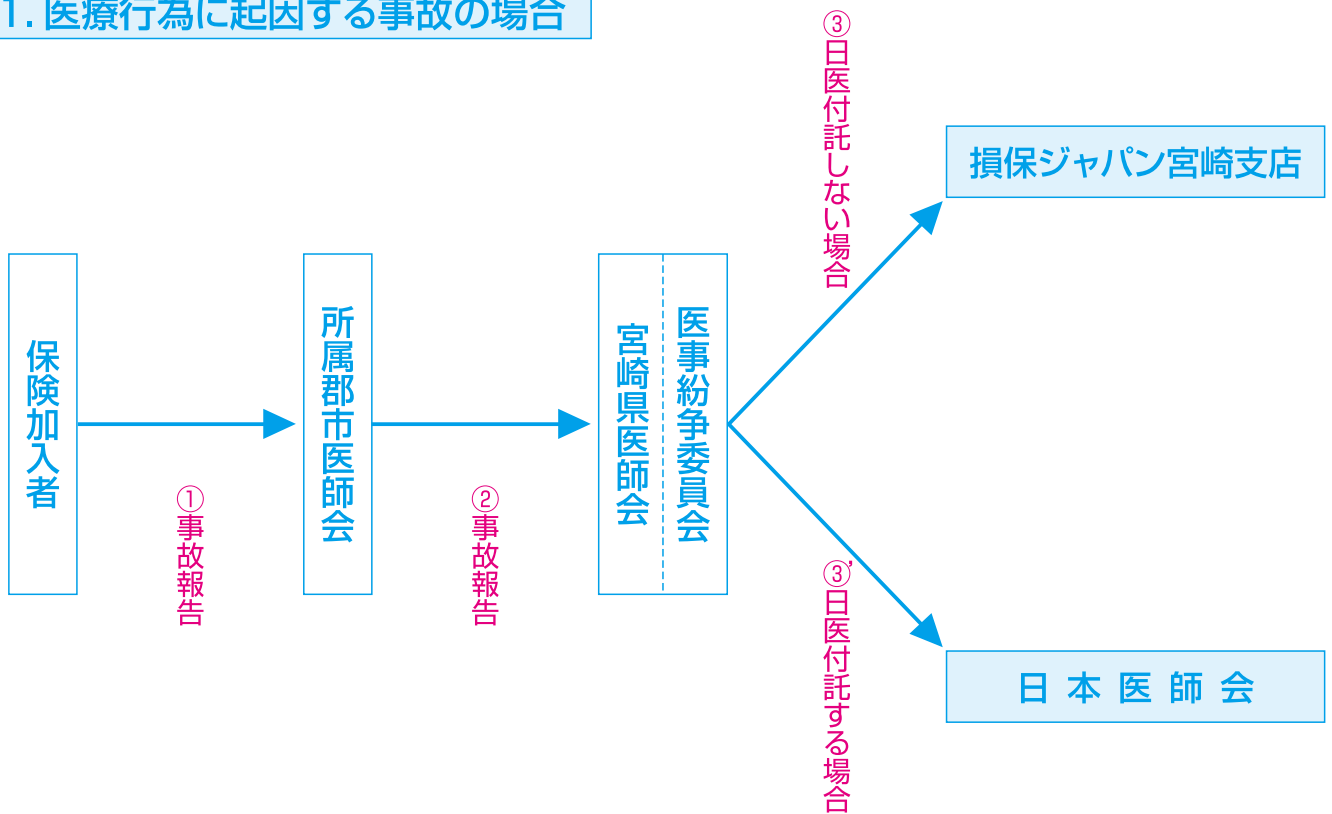 1. 医療行為に起因する事故の場合
保険加入者
①事故報告
所属郡市医師会
②事故報告
宮崎県医師会
医事紛争委員会
③日医付託しない場合
損保ジャパン宮崎支店
③’日医付託する場合
日本医師会